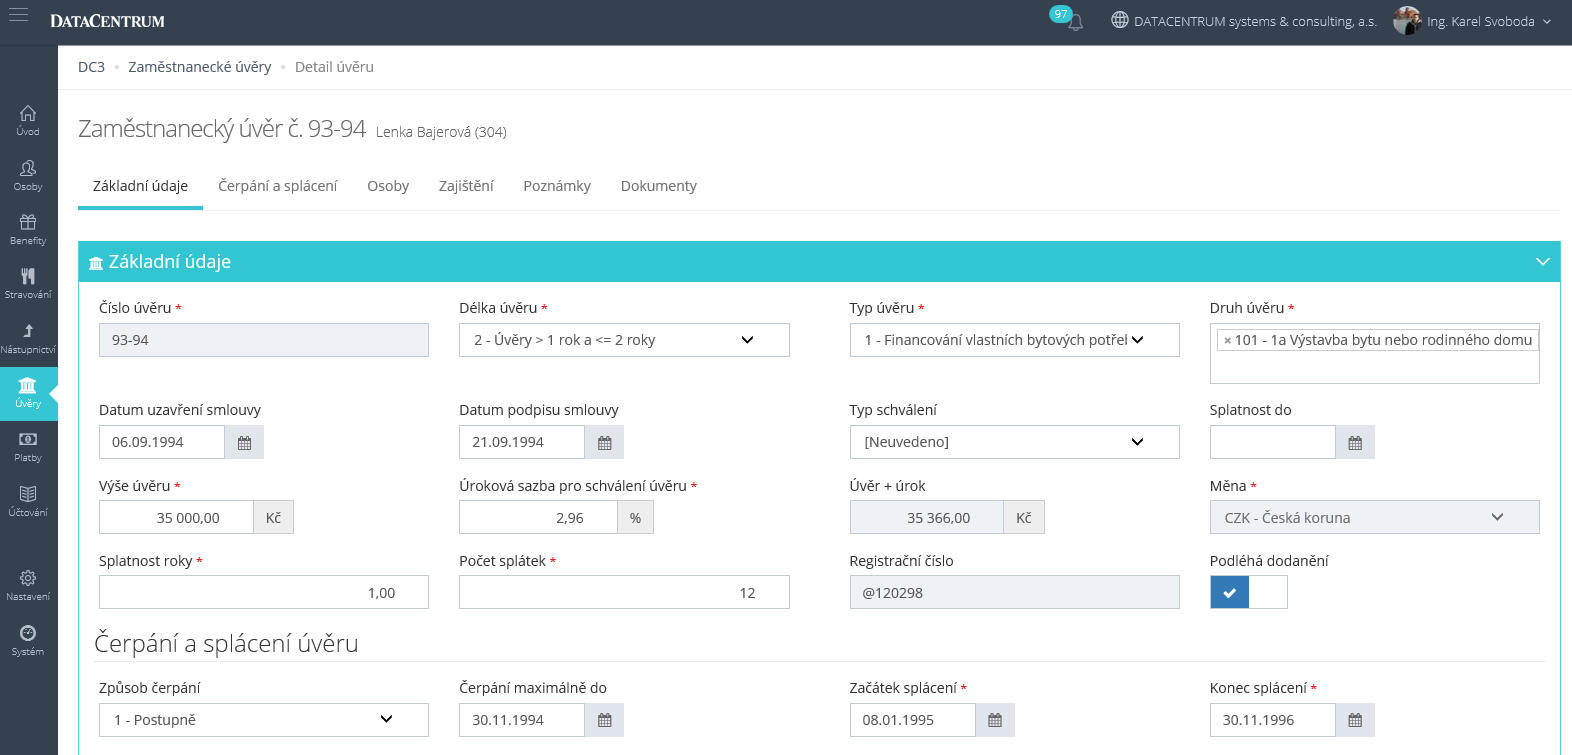 DATACENTRUM
97
DATACENTRUM systems & consulting, a.s.
Ing. Karel Svoboda
DC3 • Zaměstnanecké úvěry • Detail úvěru
Úvod
Osoby
Benefity
Stravování
Nástupnictví
Úvěry
Platby
Účtování
Nastavení
Systém
Zaměstnanecký úvěr č. 93-94 Lenka Bajerová (304)
Základní údaje Čerpání a splácení Osoby Zajištění Poznámky Dokumenty
Základní údaje
Číslo úvěru * Délka úvěru * Typ úvěru * Druh úvěru *
93-94 2 - Úvěry > 1 rok a <= 2 roky 1 - Financování vlastních bytových potřel × 101 - 1a Výstavba bytu nebo rodinného domu
Datum uzavření smlouvy Datum podpisu smlouvy Typ schválení Splatnost do
06.09.1994 21.09.1994 [Neuvedeno]
Výše úvěru * Úroková sazba pro schválení úvěru * Úvěr + úrok Měna *
35 000,00 Kč 2,96 % 35 366,00 Kč CZK - Česká koruna
Splatnost roky * Počet splátek * Registrační číslo Podléhá dodanění
1,00 12 @120298
Čerpání a splácení úvěru
Způsob čerpání Čerpání maximálně do Začátek splácení * Konec splácení *
1 - Postupně 30.11.1994 08.01.1995 30.11.1996